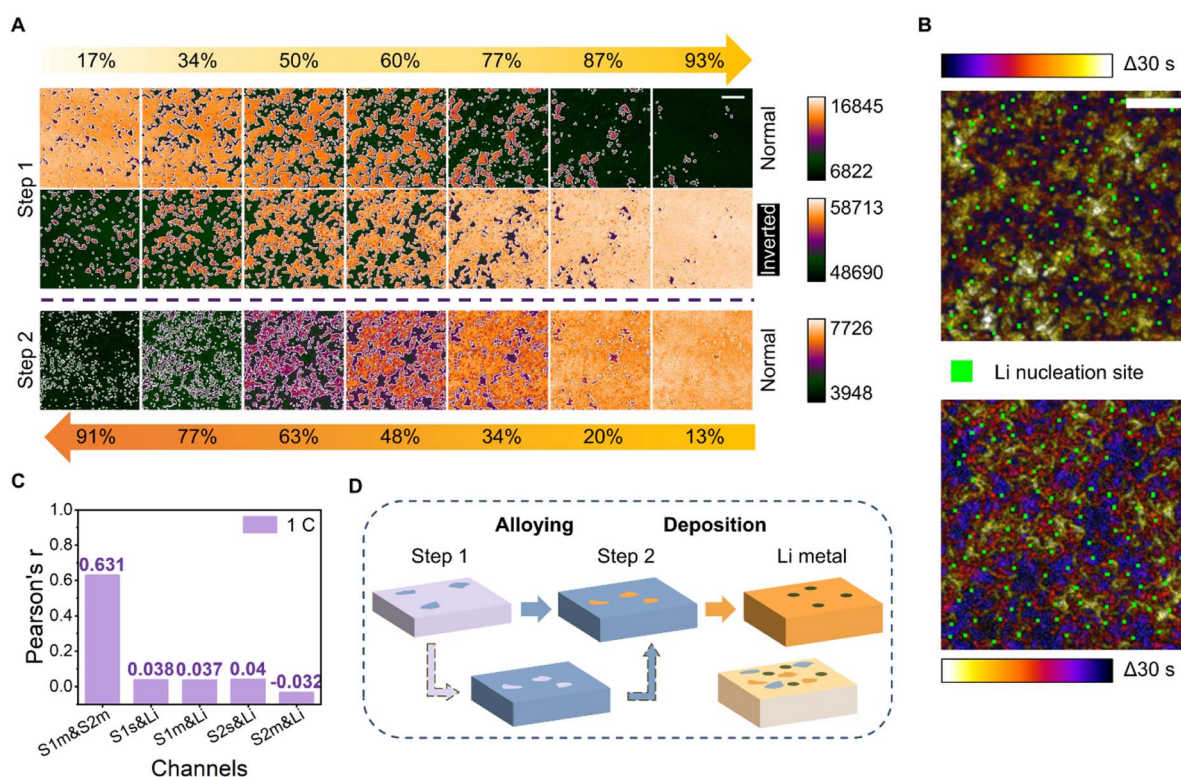 A
17% 34% 50% 60% 77% 87% 93%
Step 1
Normal
16845
6822
Inverted
58713
48690
Step 2
Normal
7726
3948
91% 77% 63% 48% 34% 20% 13%
B
Δ30 s
Li nucleation site
Δ30 s
C
1 C
Pearson's r
1.0
0.8
0.6
0.4
0.2
0.0
0.631
0.038
0.037
0.04
-0.032
S1m&S2m
S1s&Li
S1m&Li
S2s&Li
S2m&Li
Channels
D
Alloying Deposition
Step 1 Step 2 Li metal